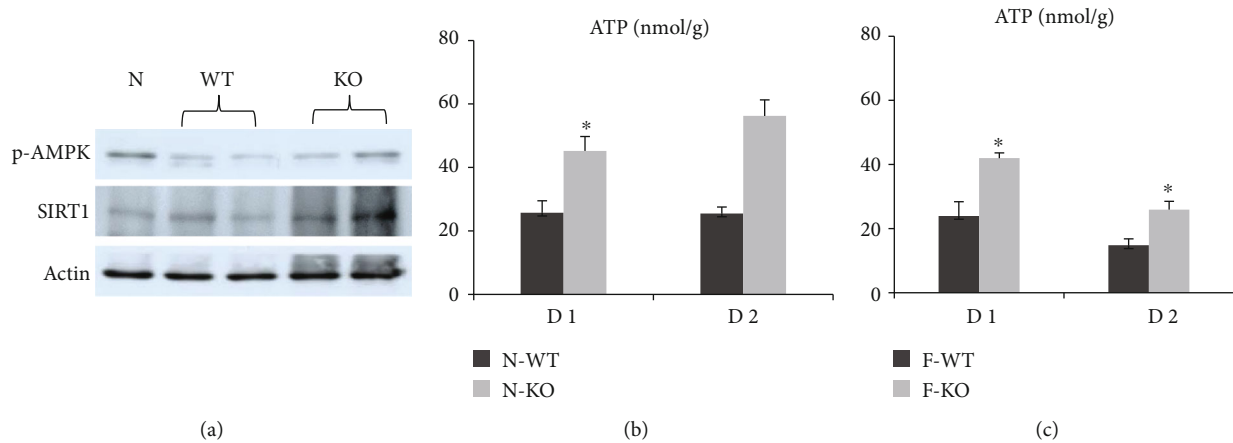 N WT KO
p-AMPK
SIRT1
Actin
(a)
ATP (nmol/g)
80
60
40
20
0
D 1 D 2
*
N-WT
N-KO
(b)
ATP (nmol/g)
80
60
40
20
0
D 1 D 2
*
*
F-WT
F-KO
(c)